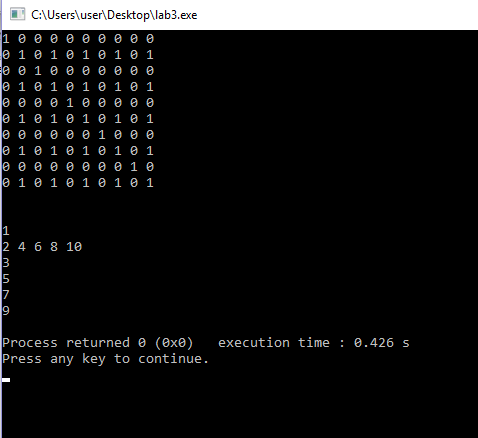 C:\Users\user\Desktop\lab3.exe
1 0 0 0 0 0 0 0 0 0
0 1 0 1 0 1 0 1 0 1
0 0 1 0 0 0 0 0 0 0
0 1 0 1 0 1 0 1 0 1
0 0 0 0 1 0 0 0 0 0
0 1 0 1 0 1 0 1 0 1
0 0 0 0 0 0 1 0 0 0
0 1 0 1 0 1 0 1 0 1
0 0 0 0 0 0 0 0 1 0
0 1 0 1 0 1 0 1 0 1
1
2 4 6 8 10
3
5
7
9
Process returned 0 (0x0)   execution time : 0.426 s
Press any key to continue.